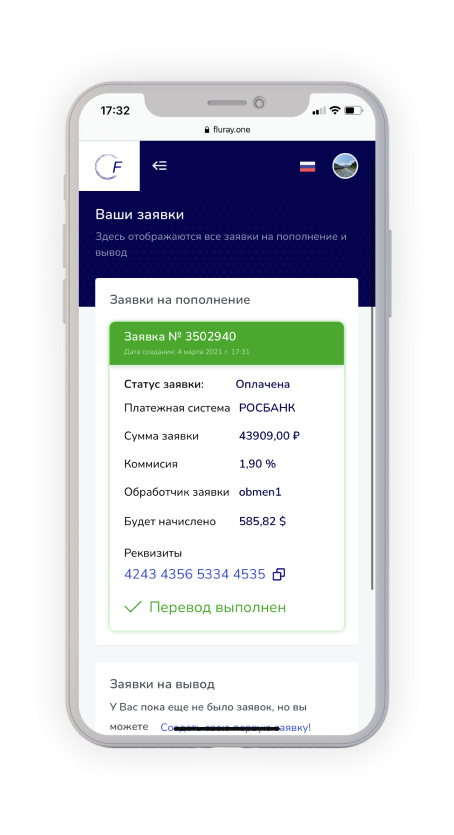 17:32
fluray.one
F
Ваши заявки
Здесь отображаются все заявки на пополнение и
вывод
Заявки на пополнение
Заявка № 3502940
Дата создания: 4 марта 2021 г. 17:31
Статус заявки: Оплачена
Платежная система РОСБАНК
Сумма заявки 43909,00 ₽
Коммисия 1,90 %
Обработчик заявки obmen1
Будет начислено 585,82 $
Реквизиты
4243 4356 5334 4535
Перевод выполнен
Заявки на вывод
У Вас пока еще не было заявок, но вы
можете Создать свою первую заявку!